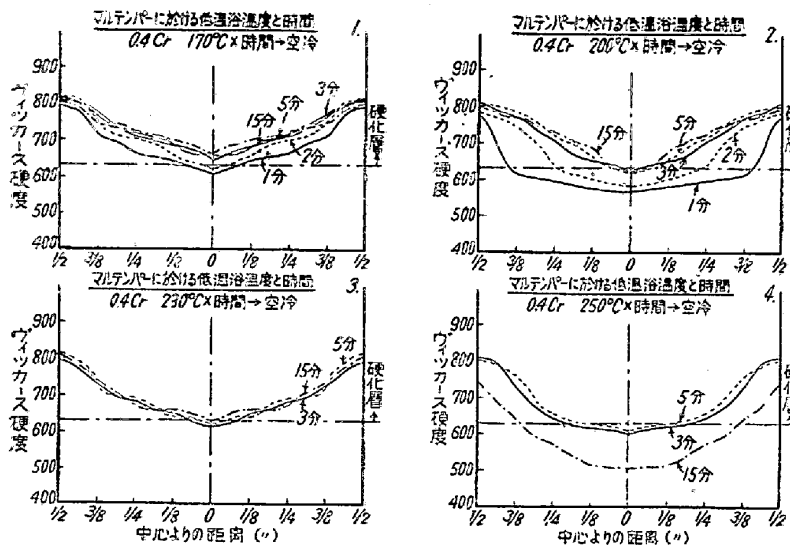 マルテンパーに於ける低温浴温度と時間
1.
0.4 Cr 170°C×時間→空冷
ヴィッカース硬度
900
800
700
600
500
400
15分
5分
3分
2分
1分
硬化層→
1/2 3/8 1/4 1/8 0 1/8 1/4 3/8 1/2
マルテンパーに於ける低温浴温度と時間
2.
0.4 Cr 200°C×時間→空冷
ヴィッカース硬度
900
800
700
600
500
400
15分
5分
3分
2分
1分
硬化層
1/2 3/8 1/4 1/8 0 1/8 1/4 3/8 1/2
マルテンパーに於ける低温浴温度と時間
3.
0.4 Cr 230°C×時間→空冷
ヴィッカース硬度
900
800
700
600
500
400
5分
15分
3分
硬化層→
1/2 3/8 1/4 1/8 0 1/8 1/4 3/8 1/2
中心よりの距離 (〃)
マルテンパーに於ける低温浴温度と時間
4.
0.4 Cr 250°C×時間→空冷
ヴィッカース硬度
900
800
700
600
500
400
5分
3分
15分
硬化層
1/2 3/8 1/4 1/8 0 1/8 1/4 3/8 1/2
中心よりの距離 (〃)